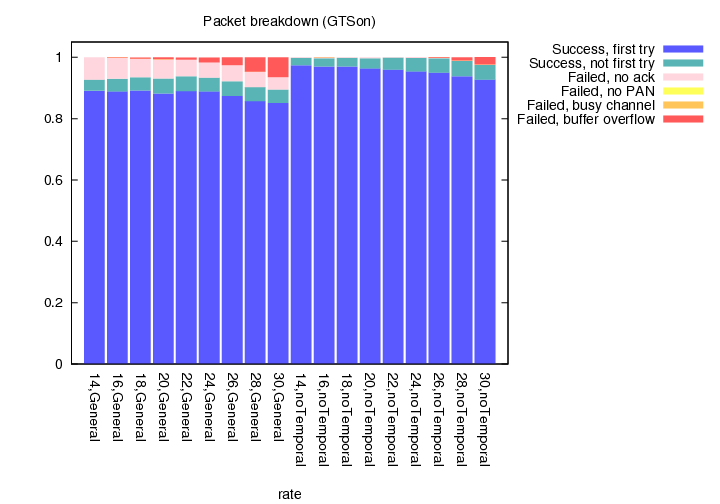 Packet breakdown (GTSon)
Success, first try
Success, not first try
Failed, no ack
Failed, no PAN
Failed, busy channel
Failed, buffer overflow
1
0.8
0.6
0.4
0.2
0
14,General
16,General
18,General
20,General
22,General
24,General
26,General
28,General
30,General
14,noTemporal
16,noTemporal
18,noTemporal
20,noTemporal
22,noTemporal
24,noTemporal
26,noTemporal
28,noTemporal
30,noTemporal
rate